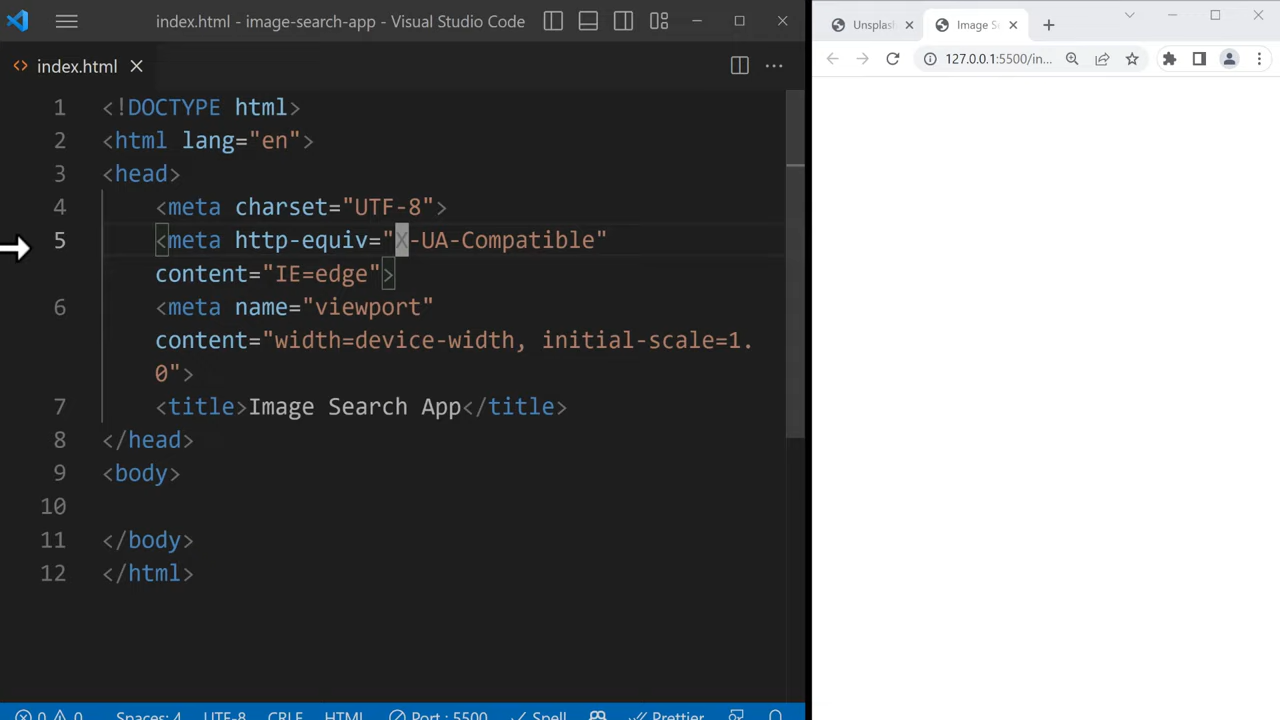 index.html - image-search-app - Visual Studio Code
index.html
1 <!DOCTYPE html>
2 <html lang="en">
3 <head>
4 <meta charset="UTF-8">
5 <meta http-equiv="X-UA-Compatible"
content="IE=edge">
6 <meta name="viewport"
content="width=device-width, initial-scale=1.
0">
7 <title>Image Search App</title>
8 </head>
9 <body>
10
11 </body>
12 </html>
0 0 Spaces: 4 UTF-8 CRLF HTML Port : 5500 Spell Prettier
Unsplash
Image Se
127.0.0.1:5500/in...